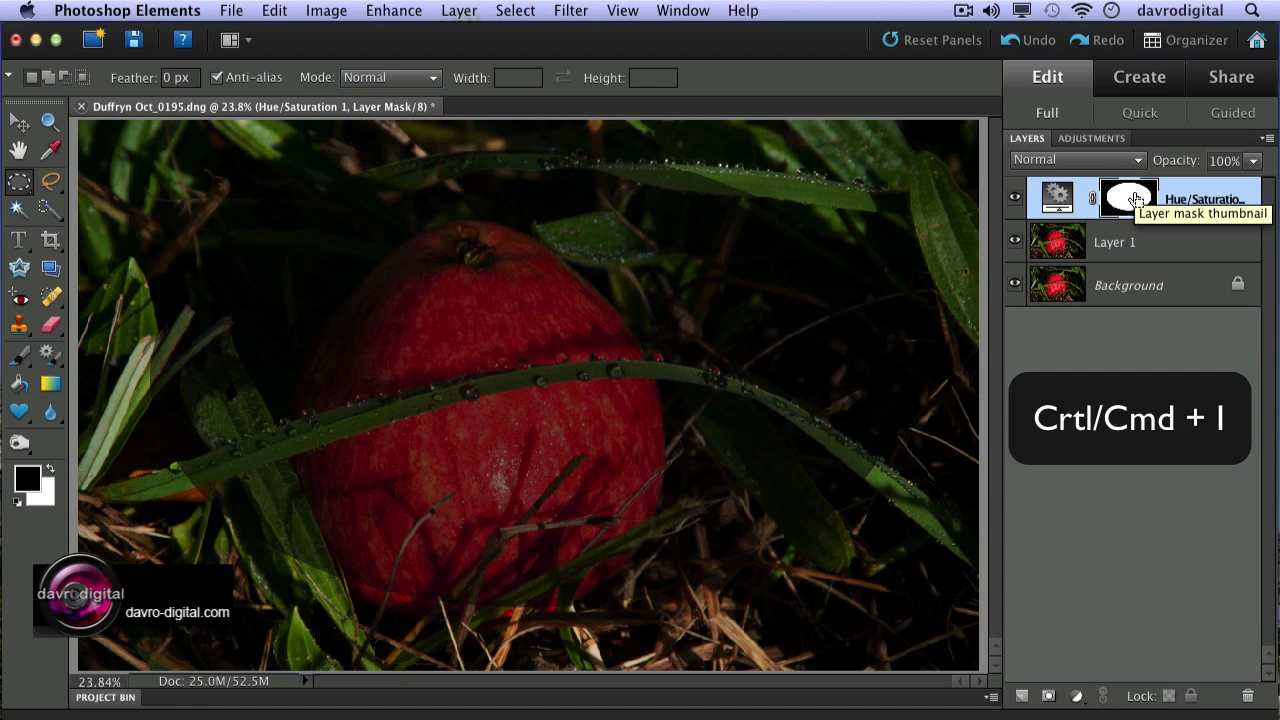 Photoshop Elements File Edit Image Enhance Layer Select Filter View Window Help davrodigital
Reset Panels Undo Redo Organizer
Feather: 0 px Anti-alias Mode: Normal Width: Height:
Edit Create Share
Duffryn Oct_0195.dng @ 23.8% (Hue/Saturation 1, Layer Mask/8) *
Full Quick Guided
LAYERS ADJUSTMENTS
Normal Opacity: 100%
Hue/Saturatio...
Layer mask thumbnail
Layer 1
Background
Crtl/Cmd + I
davro digital
davro-digital.com
23.84% Doc: 25.0M/52.5M
PROJECT BIN
Lock: